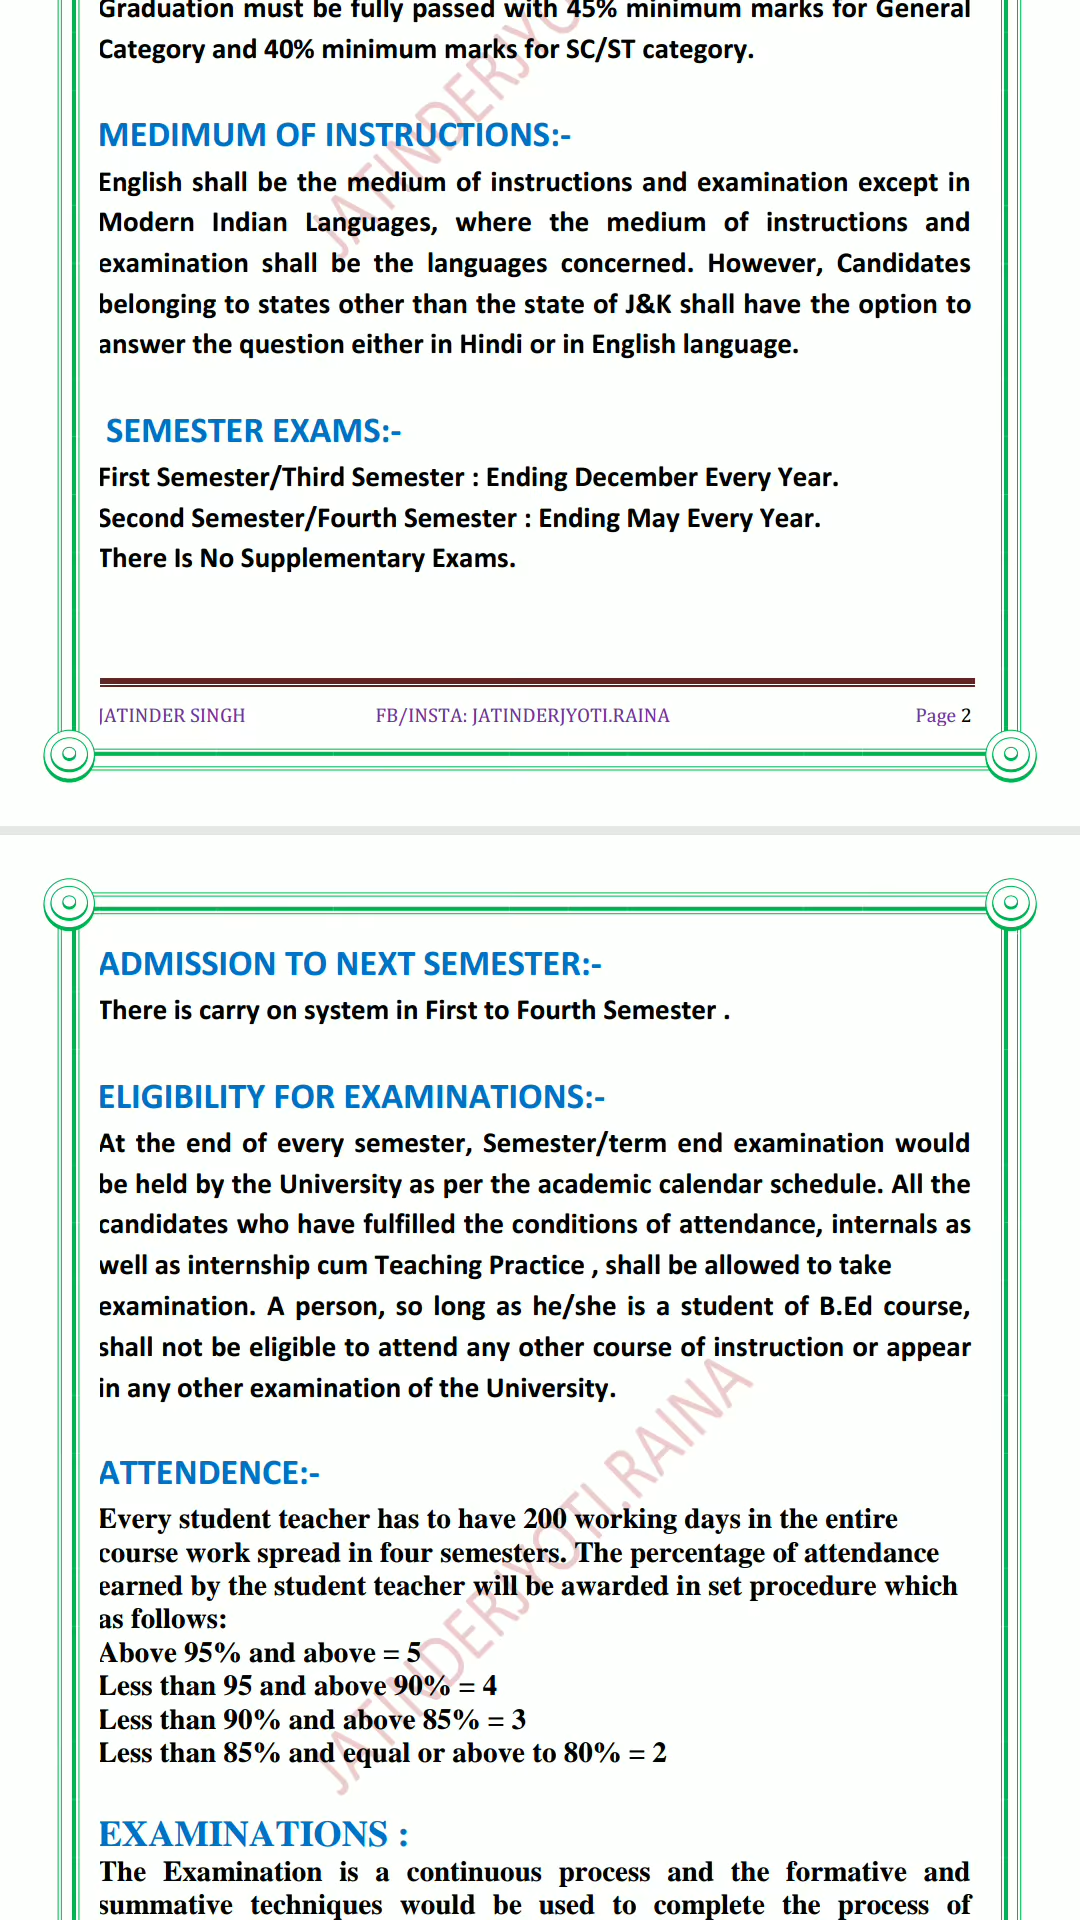 Graduation must be fully passed with 45% minimum marks for General
Category and 40% minimum marks for SC/ST category.
MEDIMUM OF INSTRUCTIONS:-
English shall be the medium of instructions and examination except in
Modern Indian Languages, where the medium of instructions and
examination shall be the languages concerned. However, Candidates
belonging to states other than the state of J&K shall have the option to
answer the question either in Hindi or in English language.
SEMESTER EXAMS:-
First Semester/Third Semester : Ending December Every Year.
Second Semester/Fourth Semester : Ending May Every Year.
There Is No Supplementary Exams.
JATINDERJYO
JATINDER SINGH FB/INSTA: JATINDERJYOTI.RAINA Page 2
ADMISSION TO NEXT SEMESTER:-
There is carry on system in First to Fourth Semester .
ELIGIBILITY FOR EXAMINATIONS:-
At the end of every semester, Semester/term end examination would
be held by the University as per the academic calendar schedule. All the
candidates who have fulfilled the conditions of attendance, internals as
well as internship cum Teaching Practice , shall be allowed to take
examination. A person, so long as he/she is a student of B.Ed course,
shall not be eligible to attend any other course of instruction or appear
in any other examination of the University.
ATTENDENCE:-
Every student teacher has to have 200 working days in the entire
course work spread in four semesters. The percentage of attendance
earned by the student teacher will be awarded in set procedure which
as follows:
Above 95% and above = 5
Less than 95 and above 90% = 4
Less than 90% and above 85% = 3
Less than 85% and equal or above to 80% = 2
JATINDERJYOTI.RAINA
EXAMINATIONS :
The Examination is a continuous process and the formative and
summative techniques would be used to complete the process of